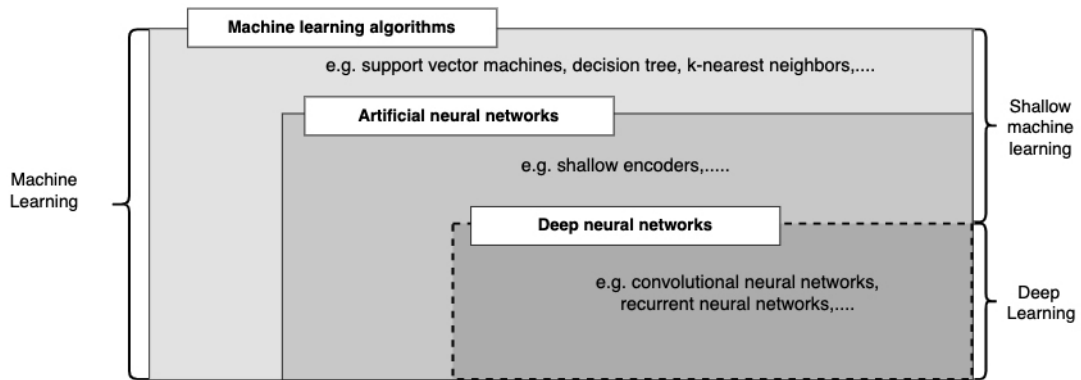 Machine learning algorithms
e.g. support vector machines, decision tree, k-nearest neighbors,....
Artificial neural networks
Shallow
machine
learning
e.g. shallow encoders,.....
Machine
Learning
Deep neural networks
e.g. convolutional neural networks,
recurrent neural networks,....
Deep
Learning